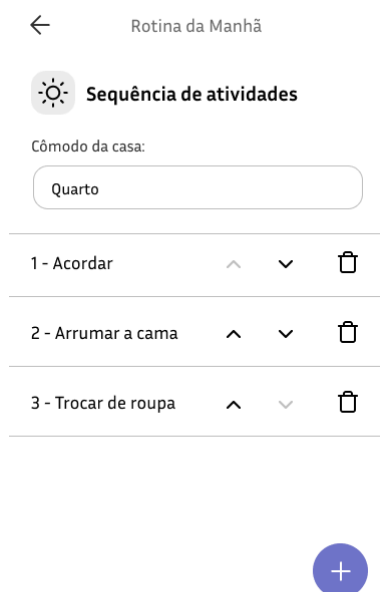 Rotina da Manhã
Sequência de atividades
Cômodo da casa:
Quarto
1 - Acordar
2 - Arrumar a cama
3 - Trocar de roupa